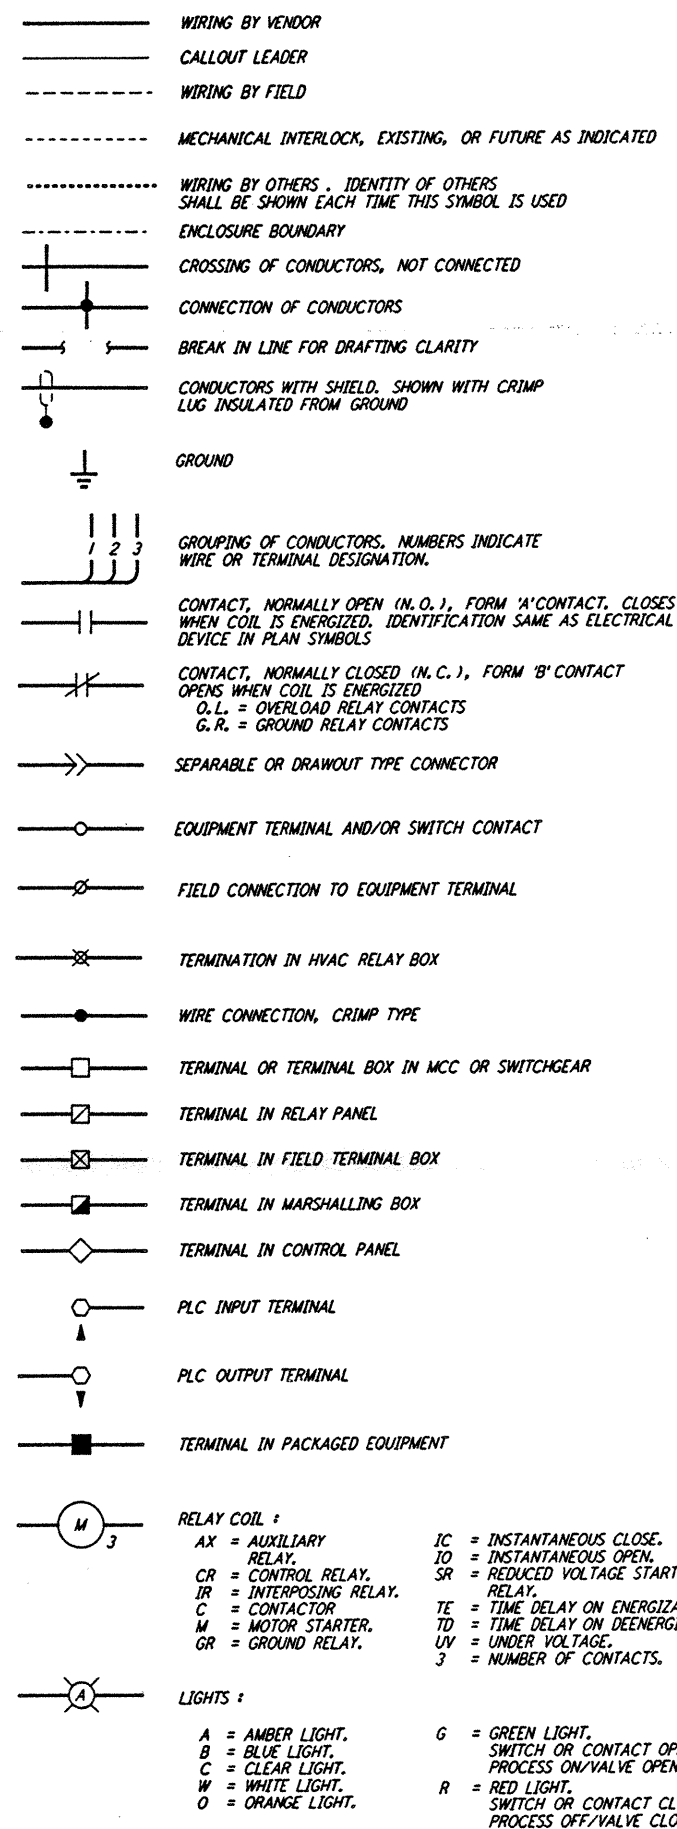 WIRING BY VENDOR
CALLOUT LEADER
WIRING BY FIELD
MECHANICAL INTERLOCK, EXISTING, OR FUTURE AS INDICATED
WIRING BY OTHERS . IDENTITY OF OTHERS
SHALL BE SHOWN EACH TIME THIS SYMBOL IS USED
ENCLOSURE BOUNDARY
CROSSING OF CONDUCTORS, NOT CONNECTED
CONNECTION OF CONDUCTORS
BREAK IN LINE FOR DRAFTING CLARITY
CONDUCTORS WITH SHIELD. SHOWN WITH CRIMP
LUG INSULATED FROM GROUND
GROUND
1 2 3
GROUPING OF CONDUCTORS. NUMBERS INDICATE
WIRE OR TERMINAL DESIGNATION.
CONTACT, NORMALLY OPEN (N.O.), FORM 'A' CONTACT. CLOSES
WHEN COIL IS ENERGIZED. IDENTIFICATION SAME AS ELECTRICAL
DEVICE IN PLAN SYMBOLS
CONTACT, NORMALLY CLOSED (N.C.), FORM 'B' CONTACT
OPENS WHEN COIL IS ENERGIZED
O.L. = OVERLOAD RELAY CONTACTS
G.R. = GROUND RELAY CONTACTS
SEPARABLE OR DRAWOUT TYPE CONNECTOR
EQUIPMENT TERMINAL AND/OR SWITCH CONTACT
FIELD CONNECTION TO EQUIPMENT TERMINAL
TERMINATION IN HVAC RELAY BOX
WIRE CONNECTION, CRIMP TYPE
TERMINAL OR TERMINAL BOX IN MCC OR SWITCHGEAR
TERMINAL IN RELAY PANEL
TERMINAL IN FIELD TERMINAL BOX
TERMINAL IN MARSHALLING BOX
TERMINAL IN CONTROL PANEL
PLC INPUT TERMINAL
PLC OUTPUT TERMINAL
TERMINAL IN PACKAGED EQUIPMENT
M 3
RELAY COIL :
AX = AUXILIARY
RELAY.
CR = CONTROL RELAY.
IR = INTERPOSING RELAY.
C = CONTACTOR
M = MOTOR STARTER.
GR = GROUND RELAY.
IC = INSTANTANEOUS CLOSE.
IO = INSTANTANEOUS OPEN.
SR = REDUCED VOLTAGE START
RELAY.
TE = TIME DELAY ON ENERGIZA
TD = TIME DELAY ON DEENERGI
UV = UNDER VOLTAGE.
3 = NUMBER OF CONTACTS.
A
LIGHTS :
A = AMBER LIGHT.
B = BLUE LIGHT.
C = CLEAR LIGHT.
W = WHITE LIGHT.
O = ORANGE LIGHT.
G = GREEN LIGHT.
SWITCH OR CONTACT OP
PROCESS ON/VALVE OPEN
R = RED LIGHT.
SWITCH OR CONTACT CL
PROCESS OFF/VALVE CLO